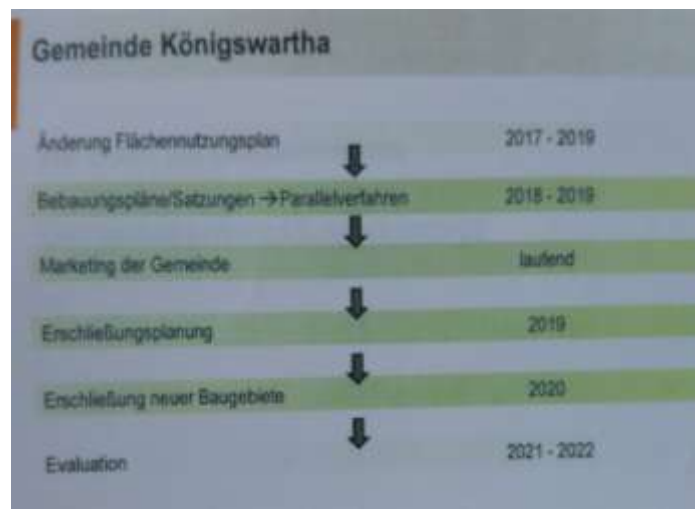 Gemeinde Königswartha
Änderung Flächennutzungsplan 2017 - 2019
Bebauungspläne/Satzungen → Parallelverfahren 2018 - 2019
Marketing der Gemeinde laufend
Erschließungsplanung 2019
Erschließung neuer Baugebiete 2020
Evaluation 2021 - 2022